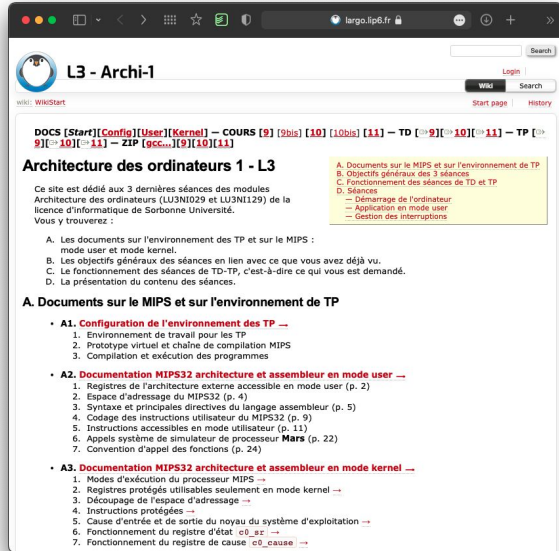 largo.lip6.fr
Search
L3 - Archi-1
Login
Wiki Search
wiki: WikiStart
Start page History
DOCS [Start][Config][User][Kernel] — COURS [9] [9bis] [10] [10bis] [11] — TD [9][10][11] — TP [
9][10][11] — ZIP [gcc...][9][10][11]
Architecture des ordinateurs 1 - L3
A. Documents sur le MIPS et sur l'environnement de TP
B. Objectifs généraux des 3 séances
C. Fonctionnement des séances de TD et TP
D. Séances
— Démarrage de l'ordinateur
— Application en mode user
— Gestion des interruptions
Ce site est dédié aux 3 dernières séances des modules
Architecture des ordinateurs (LU3NI029 et LU3NI129) de la
licence d'informatique de Sorbonne Université.
Vous y trouverez :
A. Les documents sur l'environnement des TP et sur le MIPS :
mode user et mode kernel.
B. Les objectifs généraux des séances en lien avec ce que vous avez déjà vu.
C. Le fonctionnement des séances de TD-TP, c'est-à-dire ce qui vous est demandé.
D. La présentation du contenu des séances.
A. Documents sur le MIPS et sur l'environnement de TP
• A1. Configuration de l'environnement des TP →
1. Environnement de travail pour les TP
2. Prototype virtuel et chaîne de compilation MIPS
3. Compilation et exécution des programmes
• A2. Documentation MIPS32 architecture et assembleur en mode user →
1. Registres de l'architecture externe accessible en mode user (p. 2)
2. Espace d'adressage du MIPS32 (p. 4)
3. Syntaxe et principales directives du langage assembleur (p. 5)
4. Codage des instructions utilisateur du MIPS32 (p. 9)
5. Instructions accessibles en mode utilisateur (p. 11)
6. Appels système de simulateur de processeur Mars (p. 22)
7. Convention d'appel des fonctions (p. 24)
• A3. Documentation MIPS32 architecture et assembleur en mode kernel →
1. Modes d'exécution du processeur MIPS →
2. Registres protégés utilisables seulement en mode kernel →
3. Découpage de l'espace d'adressage →
4. Instructions protégées →
5. Cause d'entrée et de sortie du noyau du système d'exploitation →
6. Fonctionnement du registre d'état c0_sr →
7. Fonctionnement du registre de cause c0_cause →